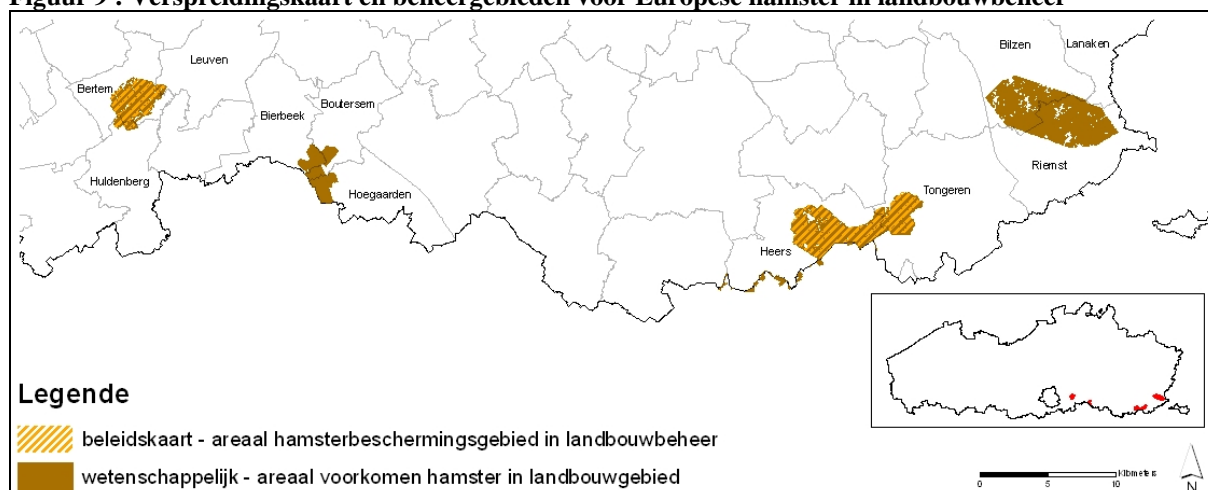 Figuur 9 : Verspreidingskaart en beheergebieden voor Europese hamster in landbouwbeheer
Bilzen
Lanaken
Leuven
Bertem
Boutersem
Bierbeek
Riemst
Huldenberg
Hoegaarden
Tongeren
Heers
Legende
beleidskaart - areaal hamsterbeschermingsgebied in landbouwbeheer
wetenschappelijk - areaal voorkomen hamster in landbouwgebied
Kilometers
0 5 10
N